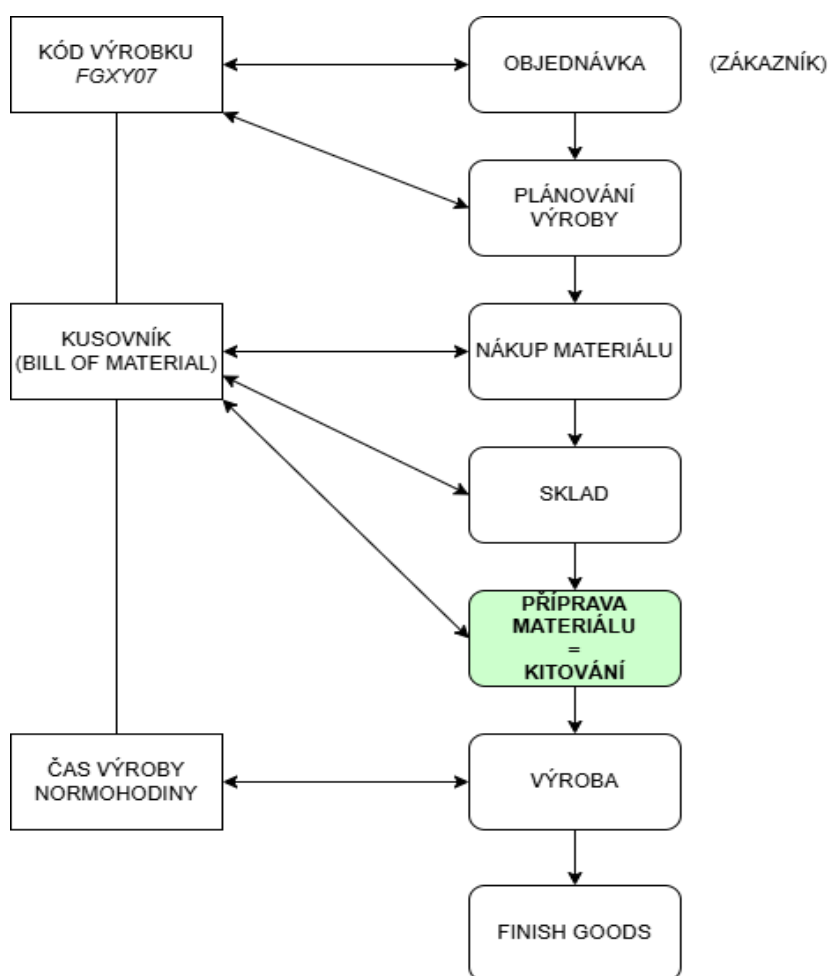 KÓD VÝROBKU
FGXY07
OBJEDNÁVKA
(ZÁKAZNÍK)
PLÁNOVÁNÍ
VÝROBY
KUSOVNÍK
(BILL OF MATERIAL)
NÁKUP MATERIÁLU
SKLAD
PŘÍPRAVA
MATERIÁLU
=
KITOVÁNÍ
ČAS VÝROBY
NORMOHODINY
VÝROBA
FINISH GOODS